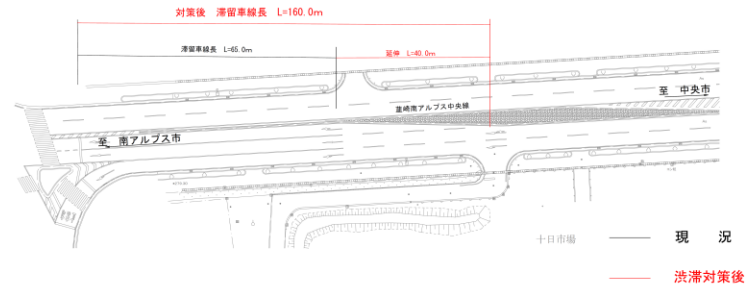 対策後 滞留車線長 L=160.0m
滞留車線長 L=65.0m
延伸 L=40.0m
韮崎南アルプス中央線
至 中央市
至 南アルプス市
十日市場
現 況
渋滞対策後